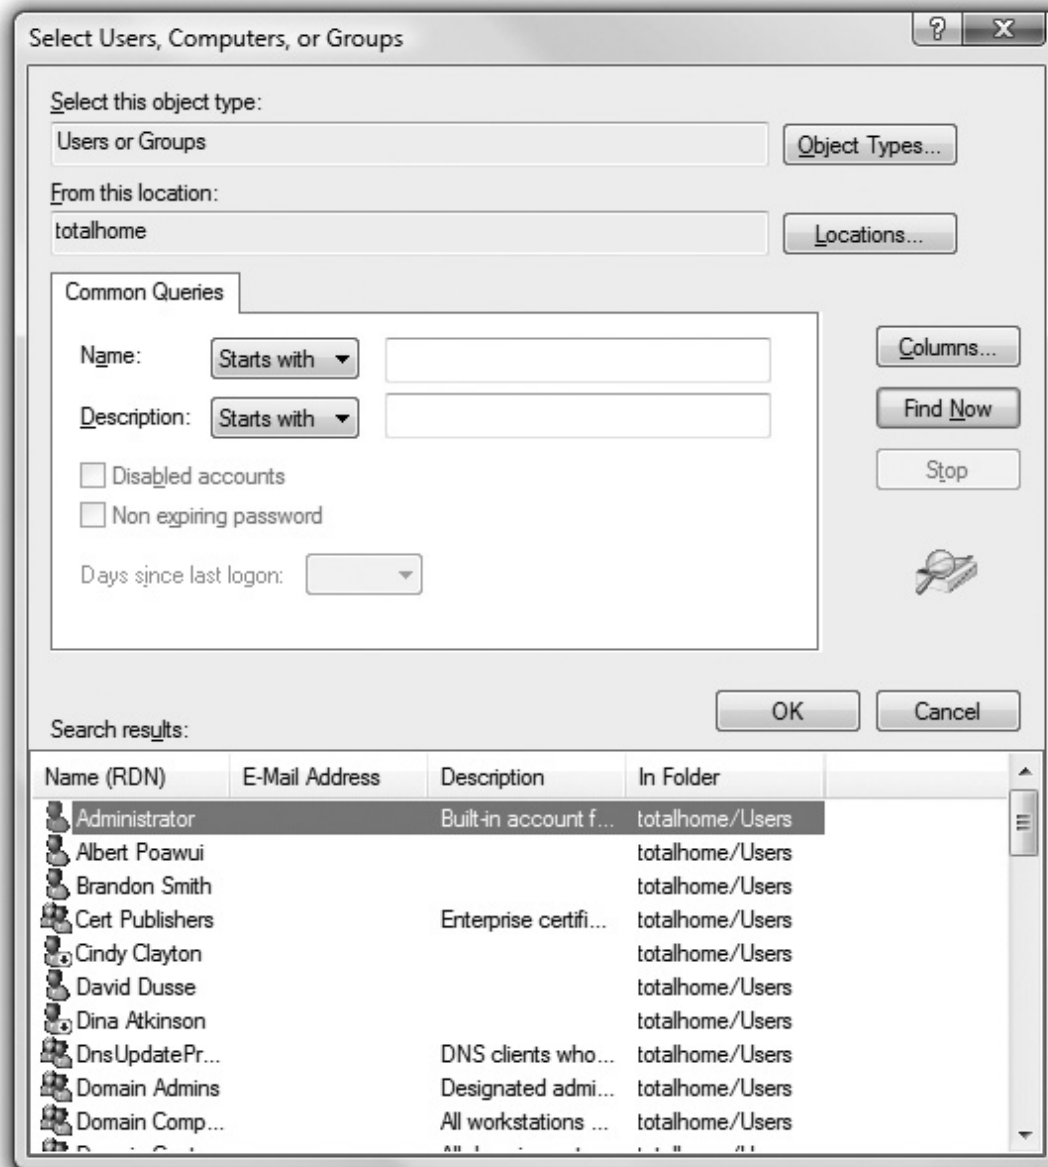 Select Users, Computers, or Groups
Select this object type:
Users or Groups
Object Types...
From this location:
totalhome
Locations...
Common Queries
Name:
Starts with
Description:
Starts with
Disabled accounts
Non expiring password
Days since last logon:
Columns...
Find Now
Stop
OK
Cancel
Search results:
Name (RDN) E-Mail Address Description In Folder
Administrator Built-in account f... totalhome/Users
Albert Poawui totalhome/Users
Brandon Smith totalhome/Users
Cert Publishers Enterprise certifi... totalhome/Users
Cindy Clayton totalhome/Users
David Dusse totalhome/Users
Dina Atkinson totalhome/Users
DnsUpdatePr... DNS clients who... totalhome/Users
Domain Admins Designated admi... totalhome/Users
Domain Comp... All workstations ... totalhome/Users